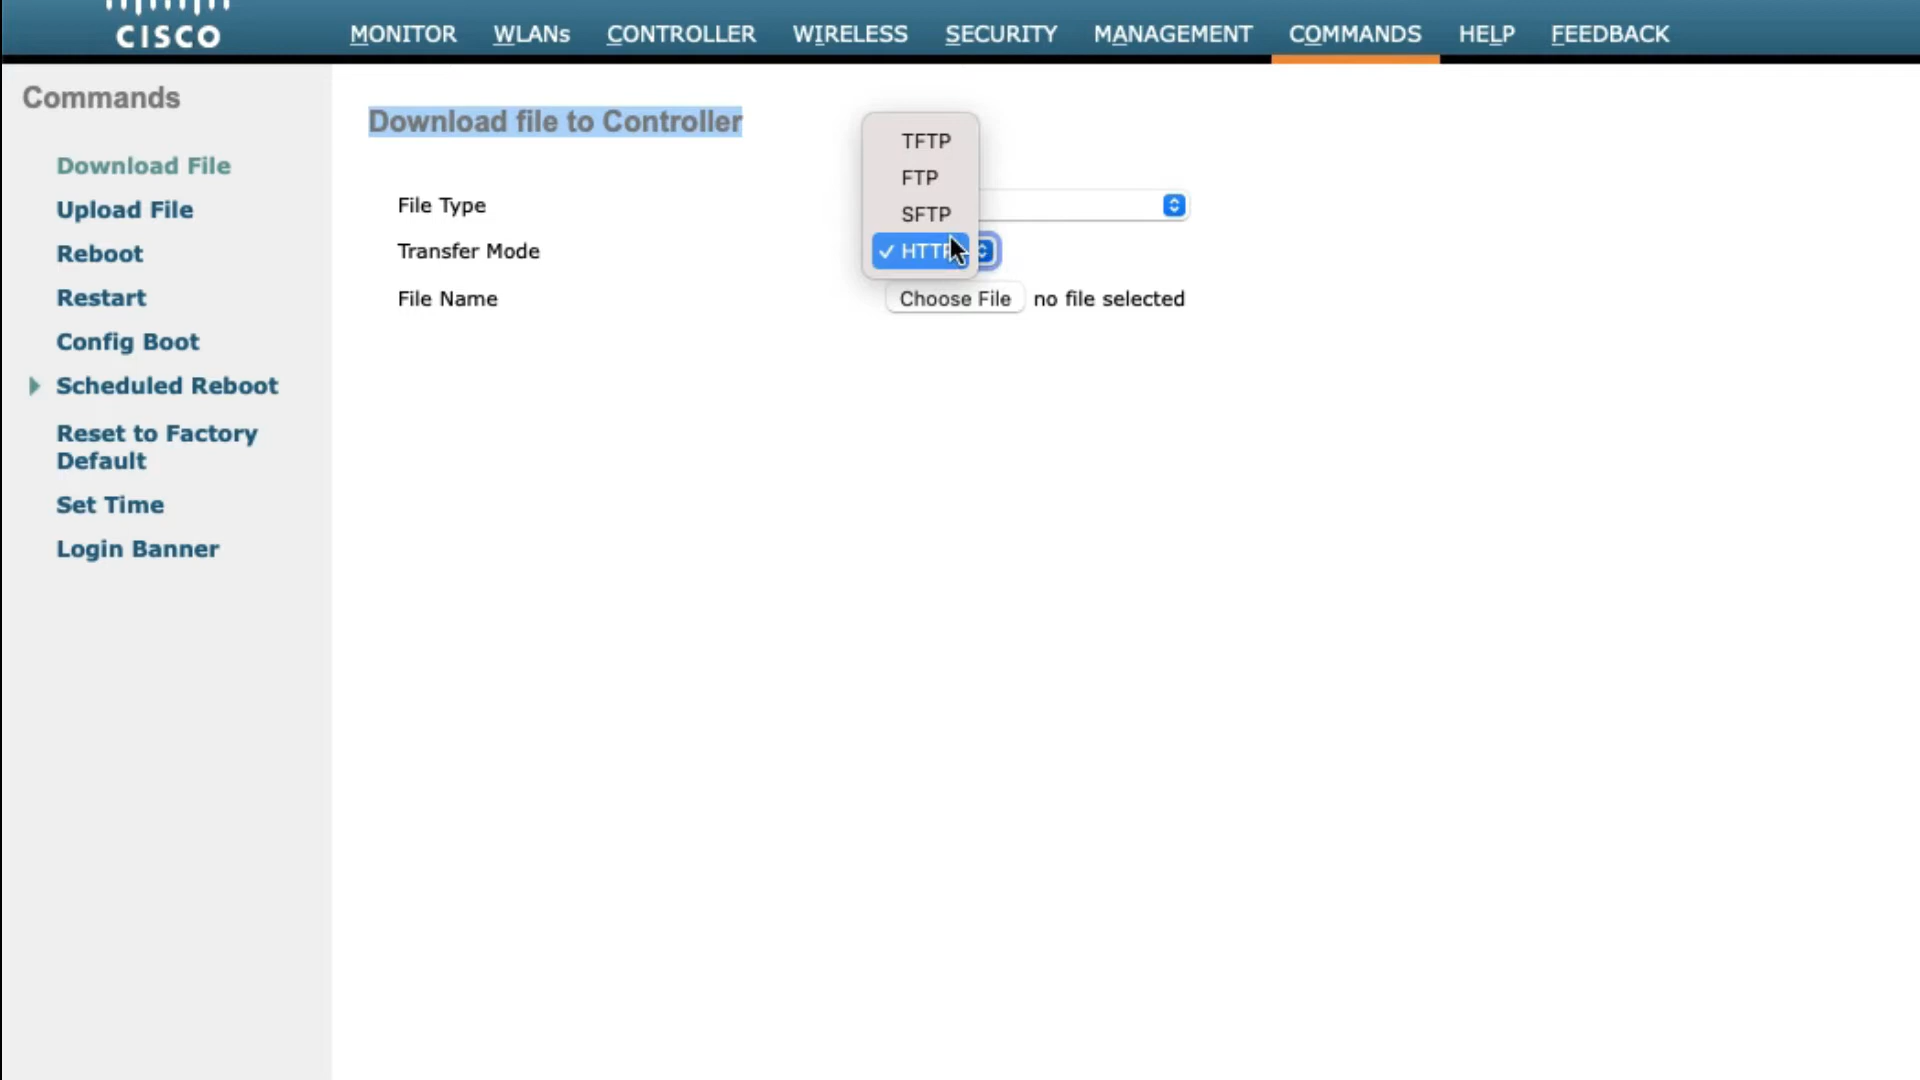 CISCO
MONITOR WLANs CONTROLLER WIRELESS SECURITY MANAGEMENT COMMANDS HELP FEEDBACK
Commands
Download File
Upload File
Reboot
Restart
Config Boot
Scheduled Reboot
Reset to Factory
Default
Set Time
Login Banner
Download file to Controller
File Type
Transfer Mode
File Name
TFTP
FTP
SFTP
HTTP
Choose File no file selected